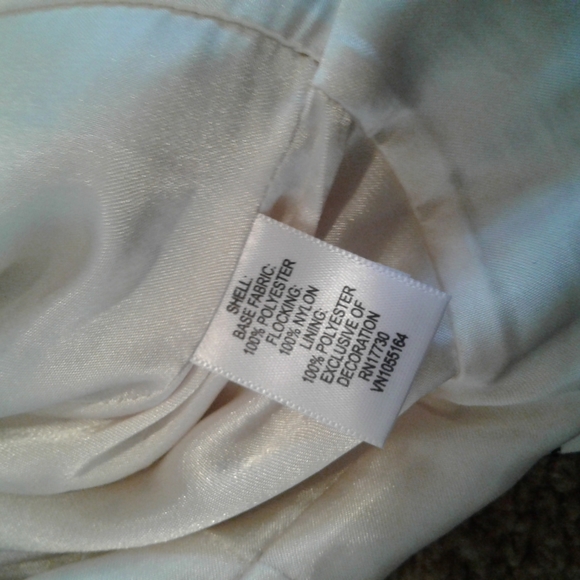 SHELL:
BASE FABRIC:
100% POLYESTER
FLOCKING:
100% NYLON
LINING:
100% POLYESTER
EXCLUSIVE OF
DECORATION
RN17730
VN1055164